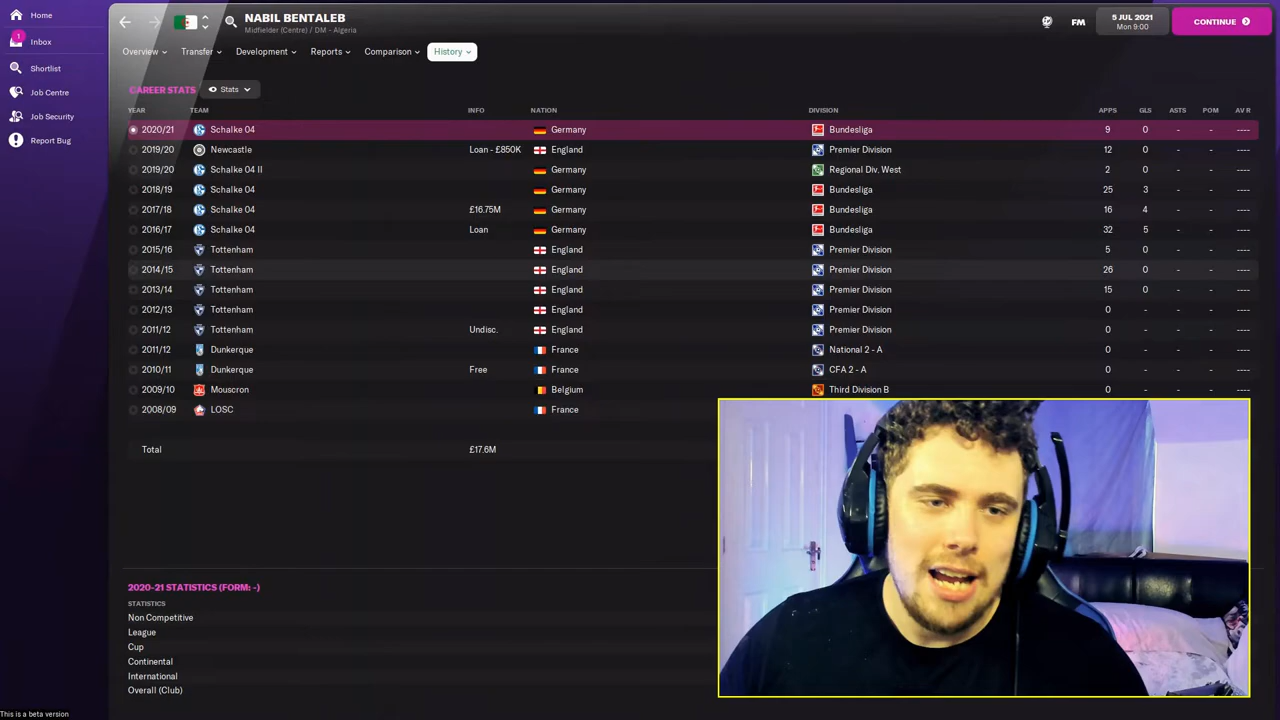 Home
NABIL BENTALEB
Midfielder (Centre) / DM - Algeria
FM
5 JUL 2021
Mon 9:00
CONTINUE
1
Inbox
Shortlist
Job Centre
Job Security
Report Bug
Overview Transfer Development Reports Comparison History
CAREER STATS Stats
YEAR TEAM INFO NATION DIVISION APPS GLS ASTS POM AV R
2020/21 Schalke 04 Germany Bundesliga 9 0 - - ----
2019/20 Newcastle Loan - £850K England Premier Division 12 0 - - ----
2019/20 Schalke 04 II Germany Regional Div. West 2 0 - - ----
2018/19 Schalke 04 Germany Bundesliga 25 3 - - ----
2017/18 Schalke 04 £16.75M Germany Bundesliga 16 4 - - ----
2016/17 Schalke 04 Loan Germany Bundesliga 32 5 - - ----
2015/16 Tottenham England Premier Division 5 0 - - ----
2014/15 Tottenham England Premier Division 26 0 - - ----
2013/14 Tottenham England Premier Division 15 0 - - ----
2012/13 Tottenham England Premier Division 0 - - - ----
2011/12 Tottenham Undisc. England Premier Division 0 - - - ----
2011/12 Dunkerque France National 2 - A 0 - - - ----
2010/11 Dunkerque Free France CFA 2 - A 0 - - - ----
2009/10 Mouscron Belgium Third Division B 0 - - - ----
2008/09 LOSC France
Total £17.6M
2020-21 STATISTICS (FORM: -)
STATISTICS
Non Competitive
League
Cup
Continental
International
Overall (Club)
This is a beta version